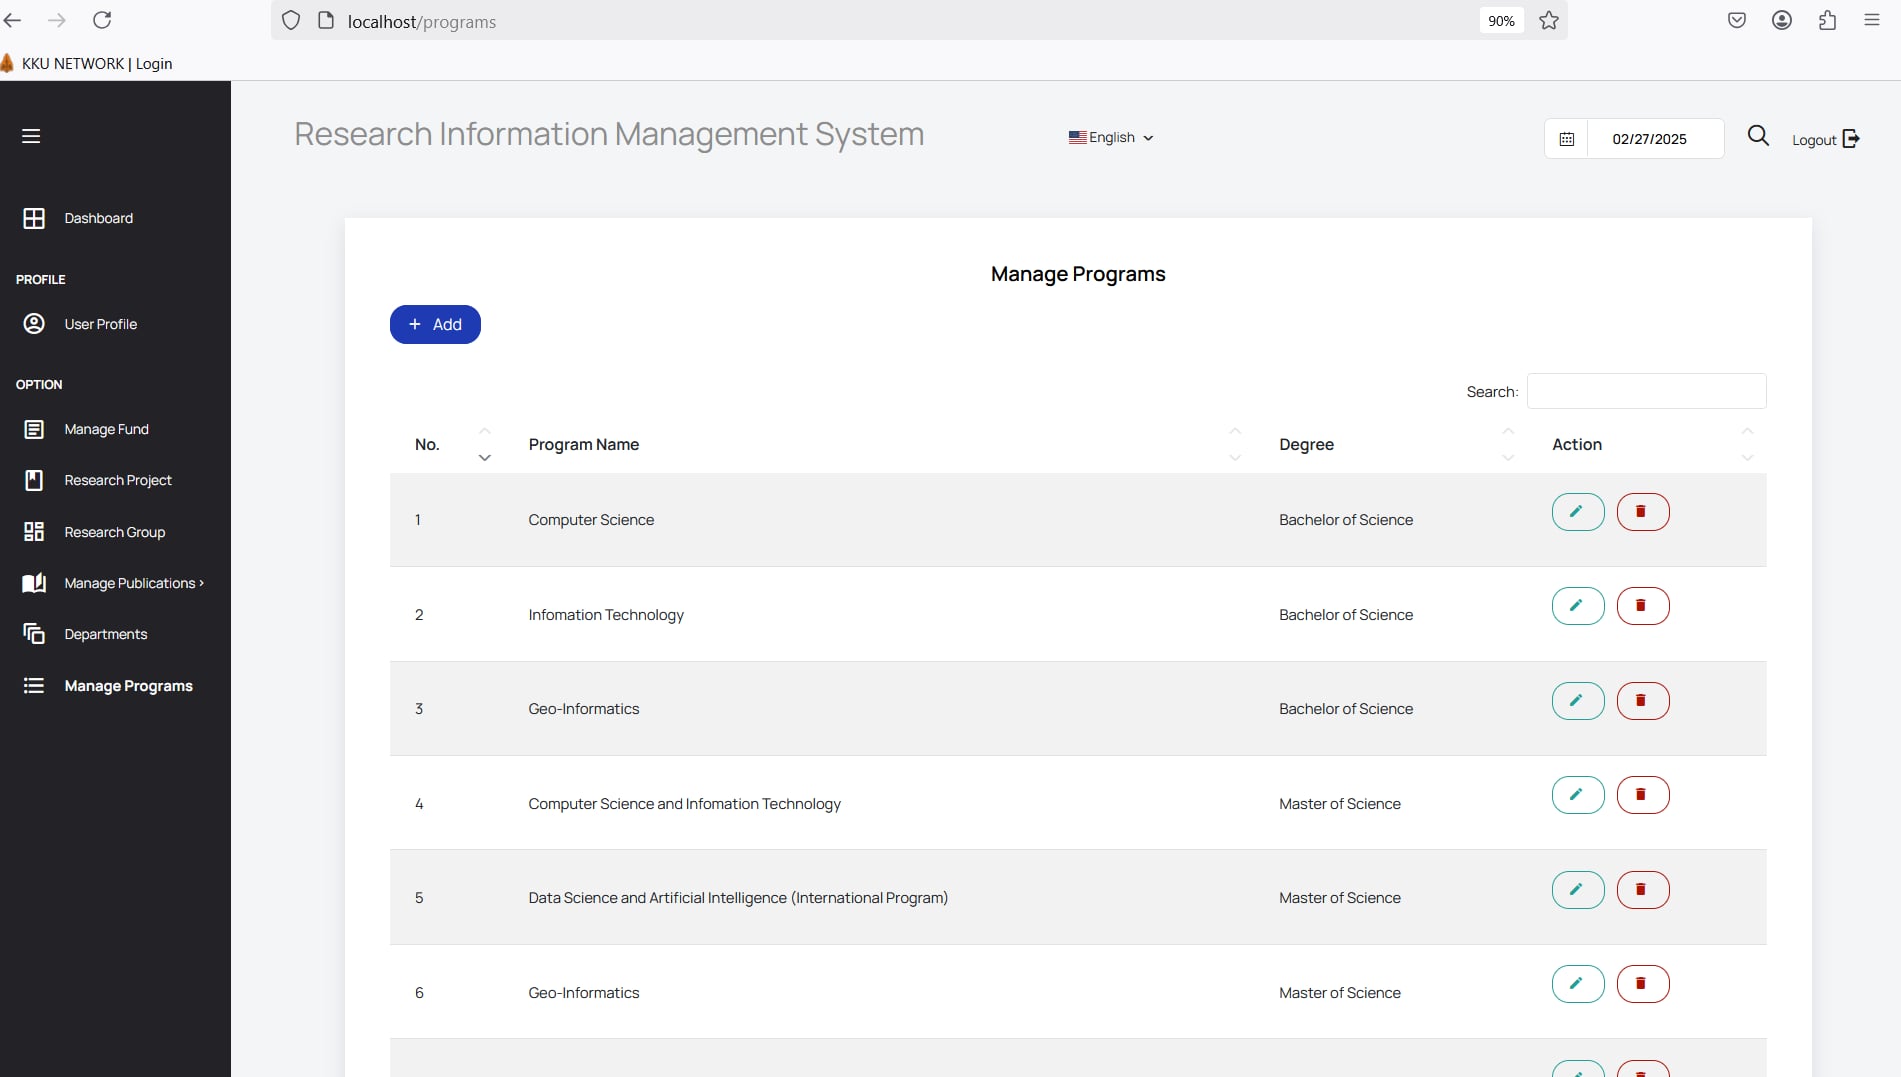 localhost/programs
90%
KKU NETWORK | Login
Research Information Management System
English
02/27/2025
Logout
Dashboard
PROFILE
User Profile
OPTION
Manage Fund
Research Project
Research Group
Manage Publications ›
Departments
Manage Programs
Manage Programs
+ Add
Search:
No. Program Name Degree Action
1 Computer Science Bachelor of Science
2 Infomation Technology Bachelor of Science
3 Geo-Informatics Bachelor of Science
4 Computer Science and Infomation Technology Master of Science
5 Data Science and Artificial Intelligence (International Program) Master of Science
6 Geo-Informatics Master of Science